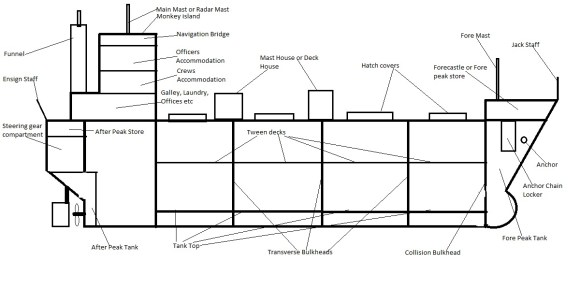 Main Mast or Radar Mast
Monkey island
Navigation Bridge
Officers
Accommodation
Crews
Accommodation
Galley, Laundry,
Offices etc
Funnel
Ensign Staff
Steering gear
compartment
After Peak Store
Mast House or Deck
House
Hatch covers
Fore Mast
Jack Staff
Forecastle or Fore
peak store
Tween decks
Anchor
Anchor Chain
Locker
After Peak Tank
Tank Top
Transverse Bulkheads
Collision Bulkhead
Fore Peak Tank